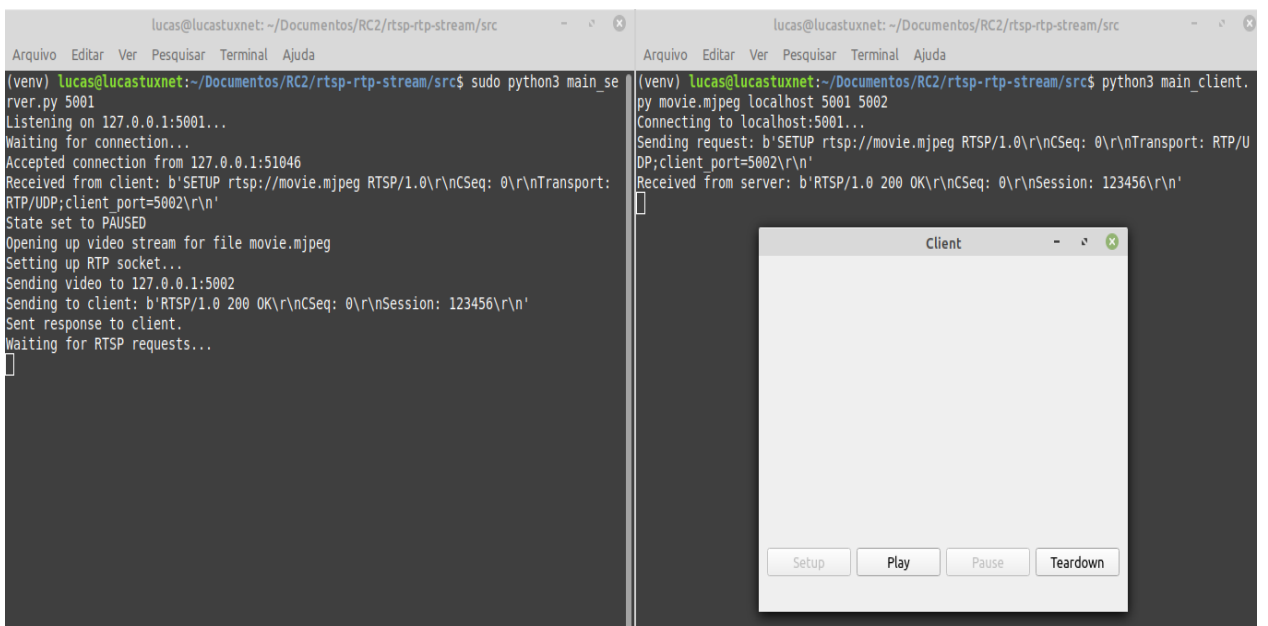 lucas@lucastuxnet: ~/Documentos/RC2/rtsp-rtp-stream/src
Arquivo Editar Ver Pesquisar Terminal Ajuda
(venv) lucas@lucastuxnet:~/Documentos/RC2/rtsp-rtp-stream/src$ sudo python3 main_se
rver.py 5001
Listening on 127.0.0.1:5001...
Waiting for connection...
Accepted connection from 127.0.0.1:51046
Received from client: b'SETUP rtsp://movie.mjpeg RTSP/1.0\r\nCSeq: 0\r\nTransport:
RTP/UDP;client_port=5002\r\n'
State set to PAUSED
Opening up video stream for file movie.mjpeg
Setting up RTP socket...
Sending video to 127.0.0.1:5002
Sending to client: b'RTSP/1.0 200 OK\r\nCSeq: 0\r\nSession: 123456\r\n'
Sent response to client.
Waiting for RTSP requests...
lucas@lucastuxnet: ~/Documentos/RC2/rtsp-rtp-stream/src
Arquivo Editar Ver Pesquisar Terminal Ajuda
(venv) lucas@lucastuxnet:~/Documentos/RC2/rtsp-rtp-stream/src$ python3 main_client.
py movie.mjpeg localhost 5001 5002
Connecting to localhost:5001...
Sending request: b'SETUP rtsp://movie.mjpeg RTSP/1.0\r\nCSeq: 0\r\nTransport: RTP/U
DP;client_port=5002\r\n'
Received from server: b'RTSP/1.0 200 OK\r\nCSeq: 0\r\nSession: 123456\r\n'
Client
Setup Play Pause Teardown